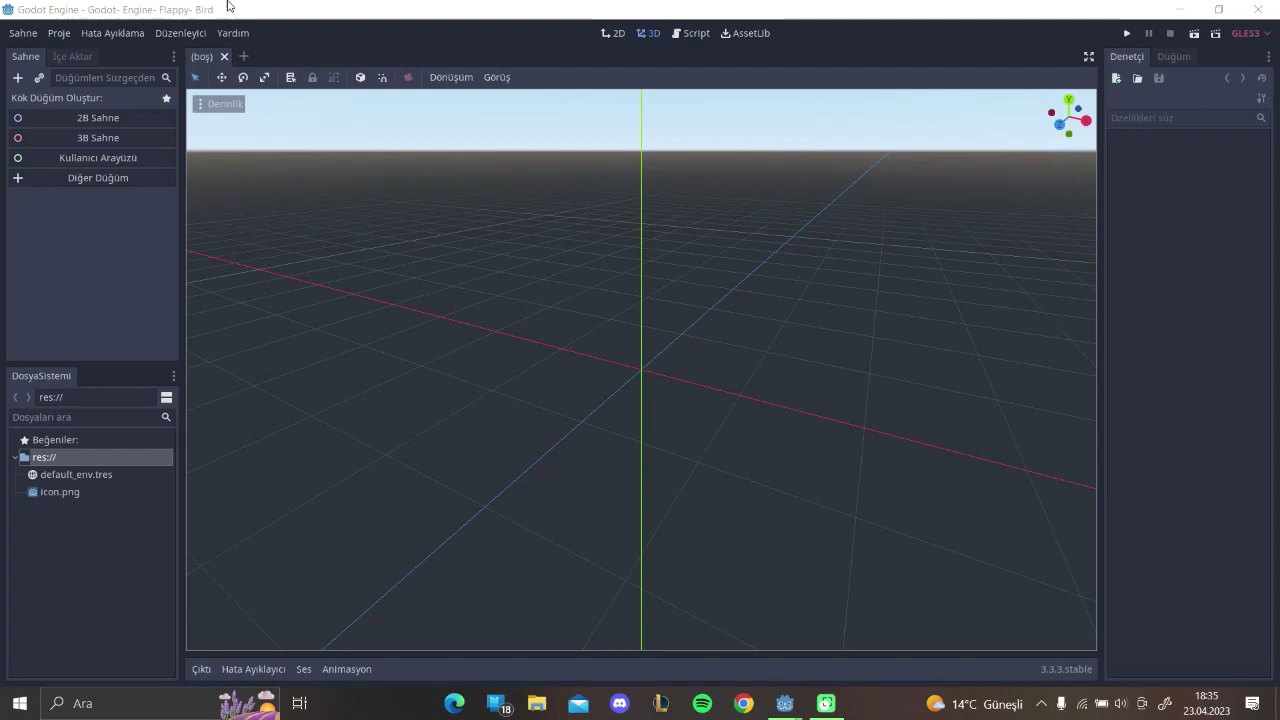 Godot Engine - Godot- Engine- Flappy- Bird
Sahne Proje Hata Ayıklama Düzenleyici Yardım
2D 3D Script AssetLib
GLES3
Sahne İçe Aktar
(boş)
Denetçi Düğüm
Düğümleri Süzgeçden
Dönüşüm Görüş
Kök Düğüm Oluştur:
Derinlik
Y
X
Z
2B Sahne
Özellikleri süz
3B Sahne
Kullanıcı Arayüzü
Diğer Düğüm
DosyaSistemi
res://
Dosyaları ara
Beğeniler:
res://
default_env.tres
icon.png
Çıktı Hata Ayıklayıcı Ses Animasyon
3.3.3.stable
Ara
18
14°C Güneşli
18:35
23.04.2023